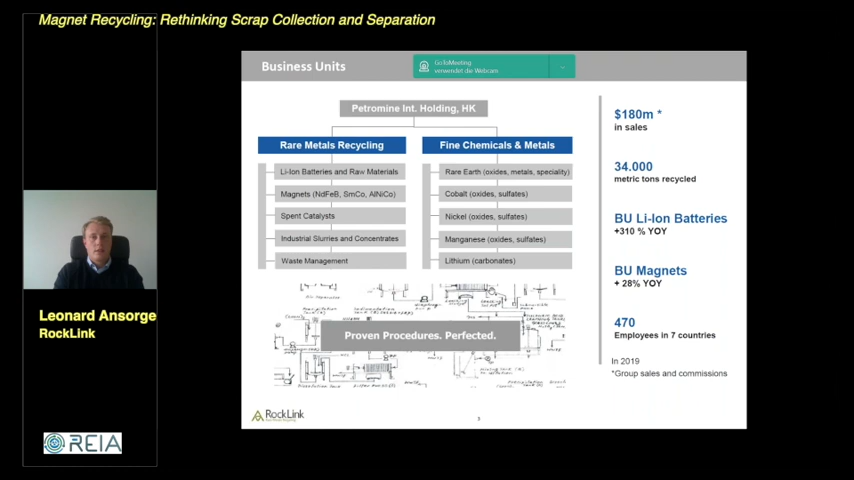 Magnet Recycling: Rethinking Scrap Collection and Separation
Business Units
GoToMeeting
verwendet die Webcam
Petromine Int. Holding, HK
Rare Metals Recycling
Li-Ion Batteries and Raw Materials
Magnets (NdFeB, SmCo, AlNiCo)
Spent Catalysts
Industrial Slurries and Concentrates
Waste Management
Fine Chemicals & Metals
Rare Earth (oxides, metals, speciality)
Cobalt (oxides, sulfates)
Nickel (oxides, sulfates)
Manganese (oxides, sulfates)
Lithium (carbonates)
Proven Procedures. Perfected.
$180m *
in sales
34.000
metric tons recycled
BU Li-Ion Batteries
+310 % YOY
BU Magnets
+ 28% YOY
470
Employees in 7 countries
In 2019
*Group sales and commissions
ROCKLINK
Leonard Ansorge
RockLink
REIA